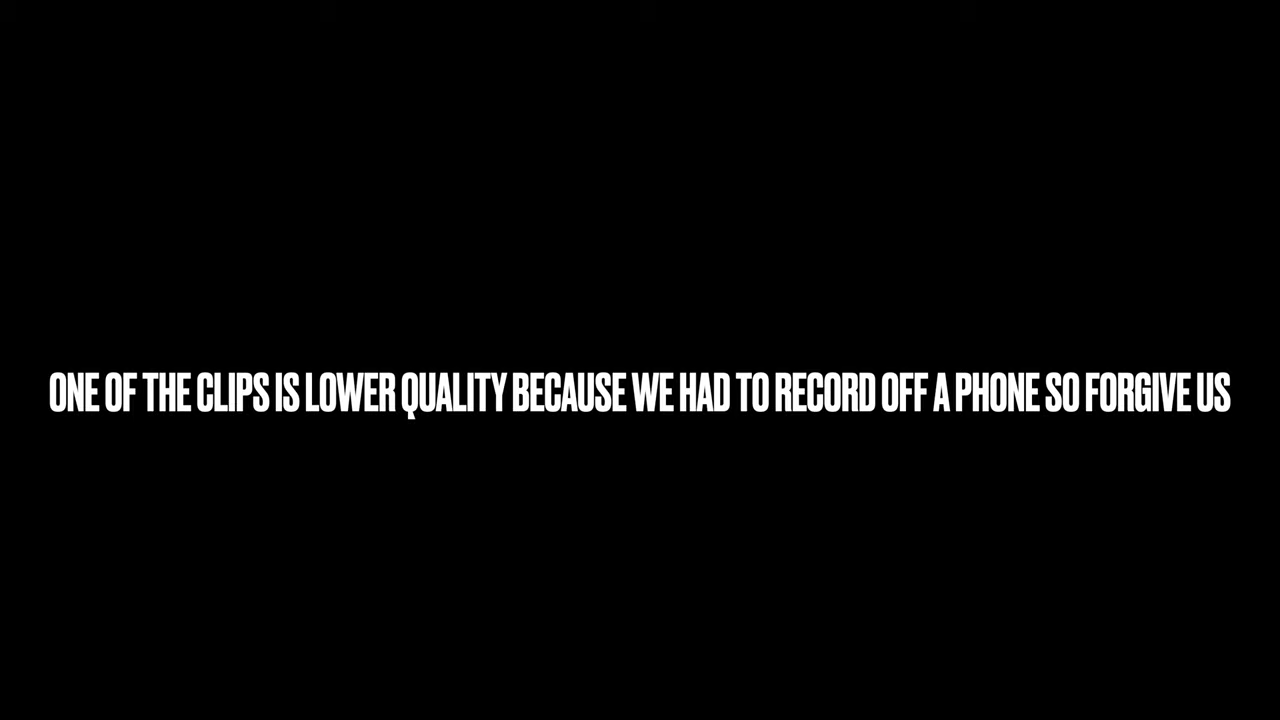 ONE OF THE CLIPS IS LOWER QUALITY BECAUSE WE HAD TO RECORD OFF A PHONE SO FORGIVE US